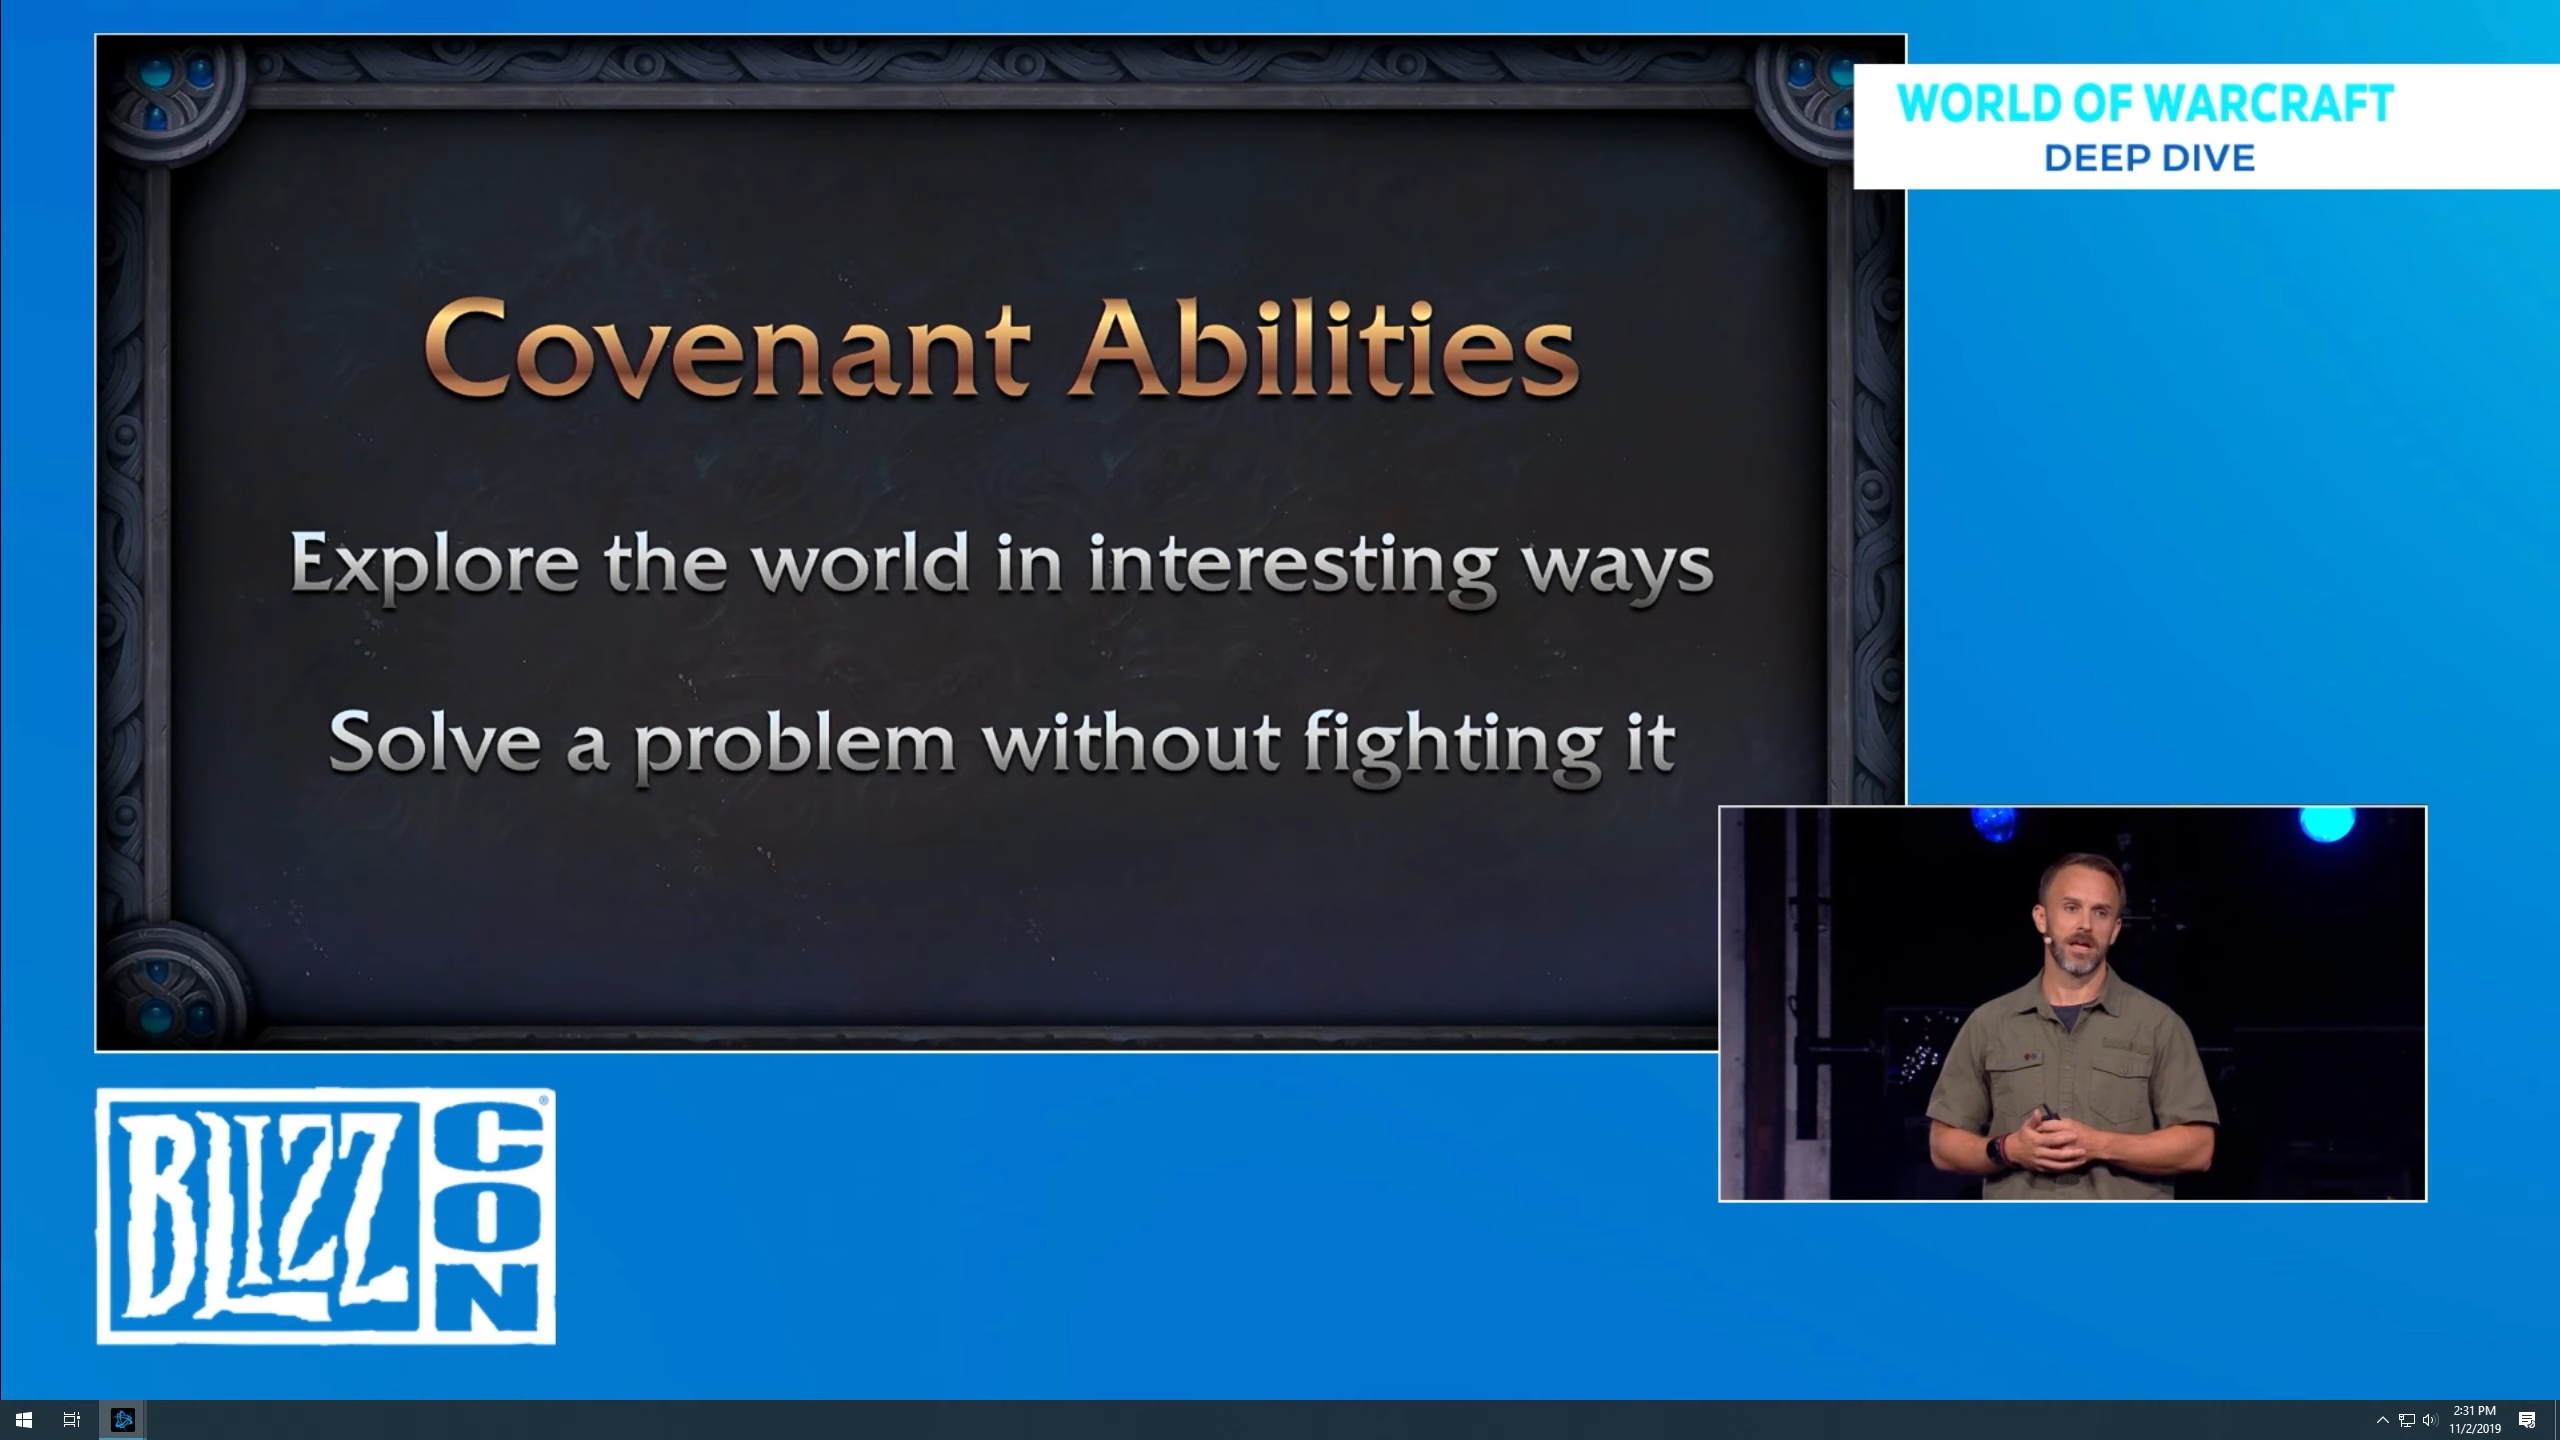 WORLD OF WARCRAFT
DEEP DIVE
Covenant Abilities
Explore the world in interesting ways
Solve a problem without fighting it
BLIZZ
CON
®
2:31 PM
11/2/2019